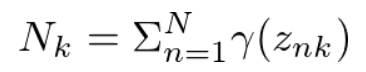 N_k = Σ_{n=1}^{N} γ(z_{nk})